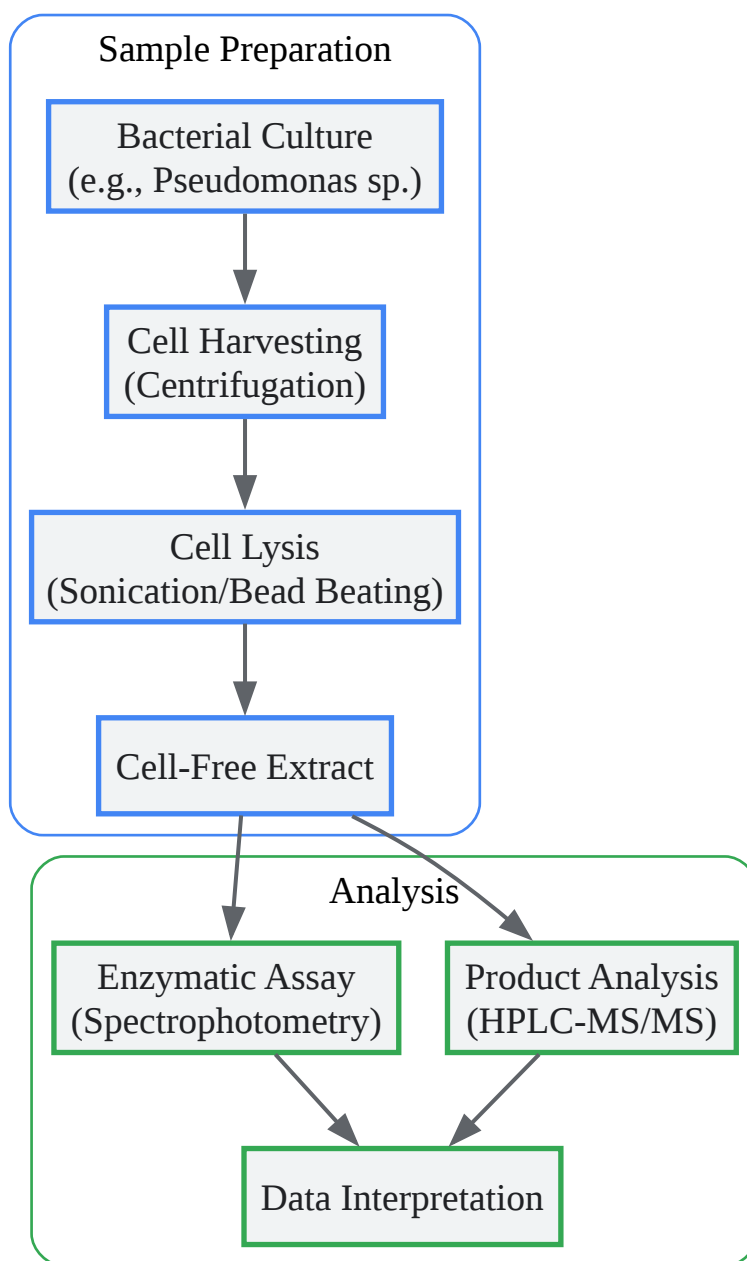 Sample Preparation
Bacterial Culture
(e.g., Pseudomonas sp.)
Cell Harvesting
(Centrifugation)
Cell Lysis
(Sonication/Bead Beating)
Cell-Free Extract
Analysis
Enzymatic Assay
(Spectrophotometry)
Product Analysis
(HPLC-MS/MS)
Data Interpretation